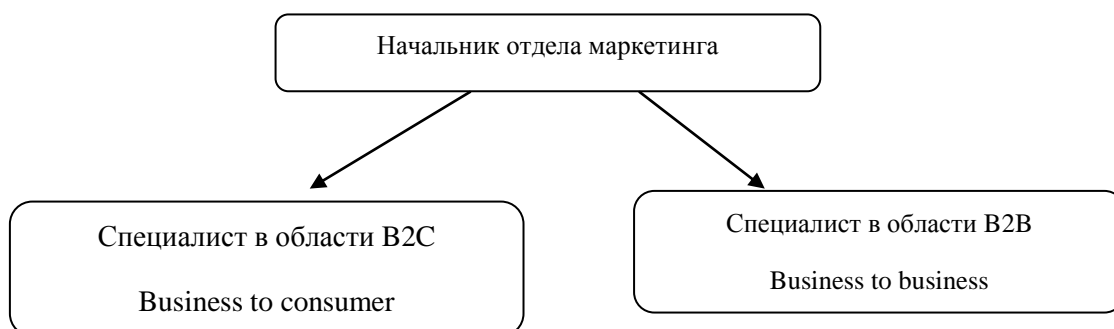 Начальник отдела маркетинга
Специалист в области B2C
Business to consumer
Специалист в области B2B
Business to business